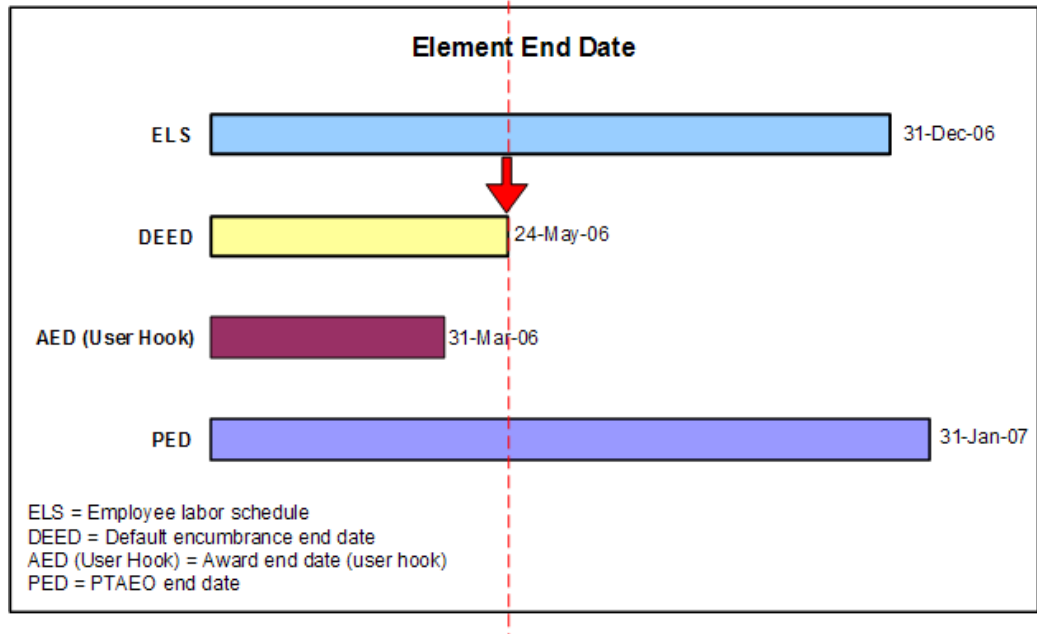 Element End Date
ELS
31-Dec-06
DEED
24-May-06
AED (User Hook)
31-Mar-06
PED
31-Jan-07
ELS = Employee labor schedule
DEED = Default encumbrance end date
AED (User Hook) = Award end date (user hook)
PED = PTAEO end date